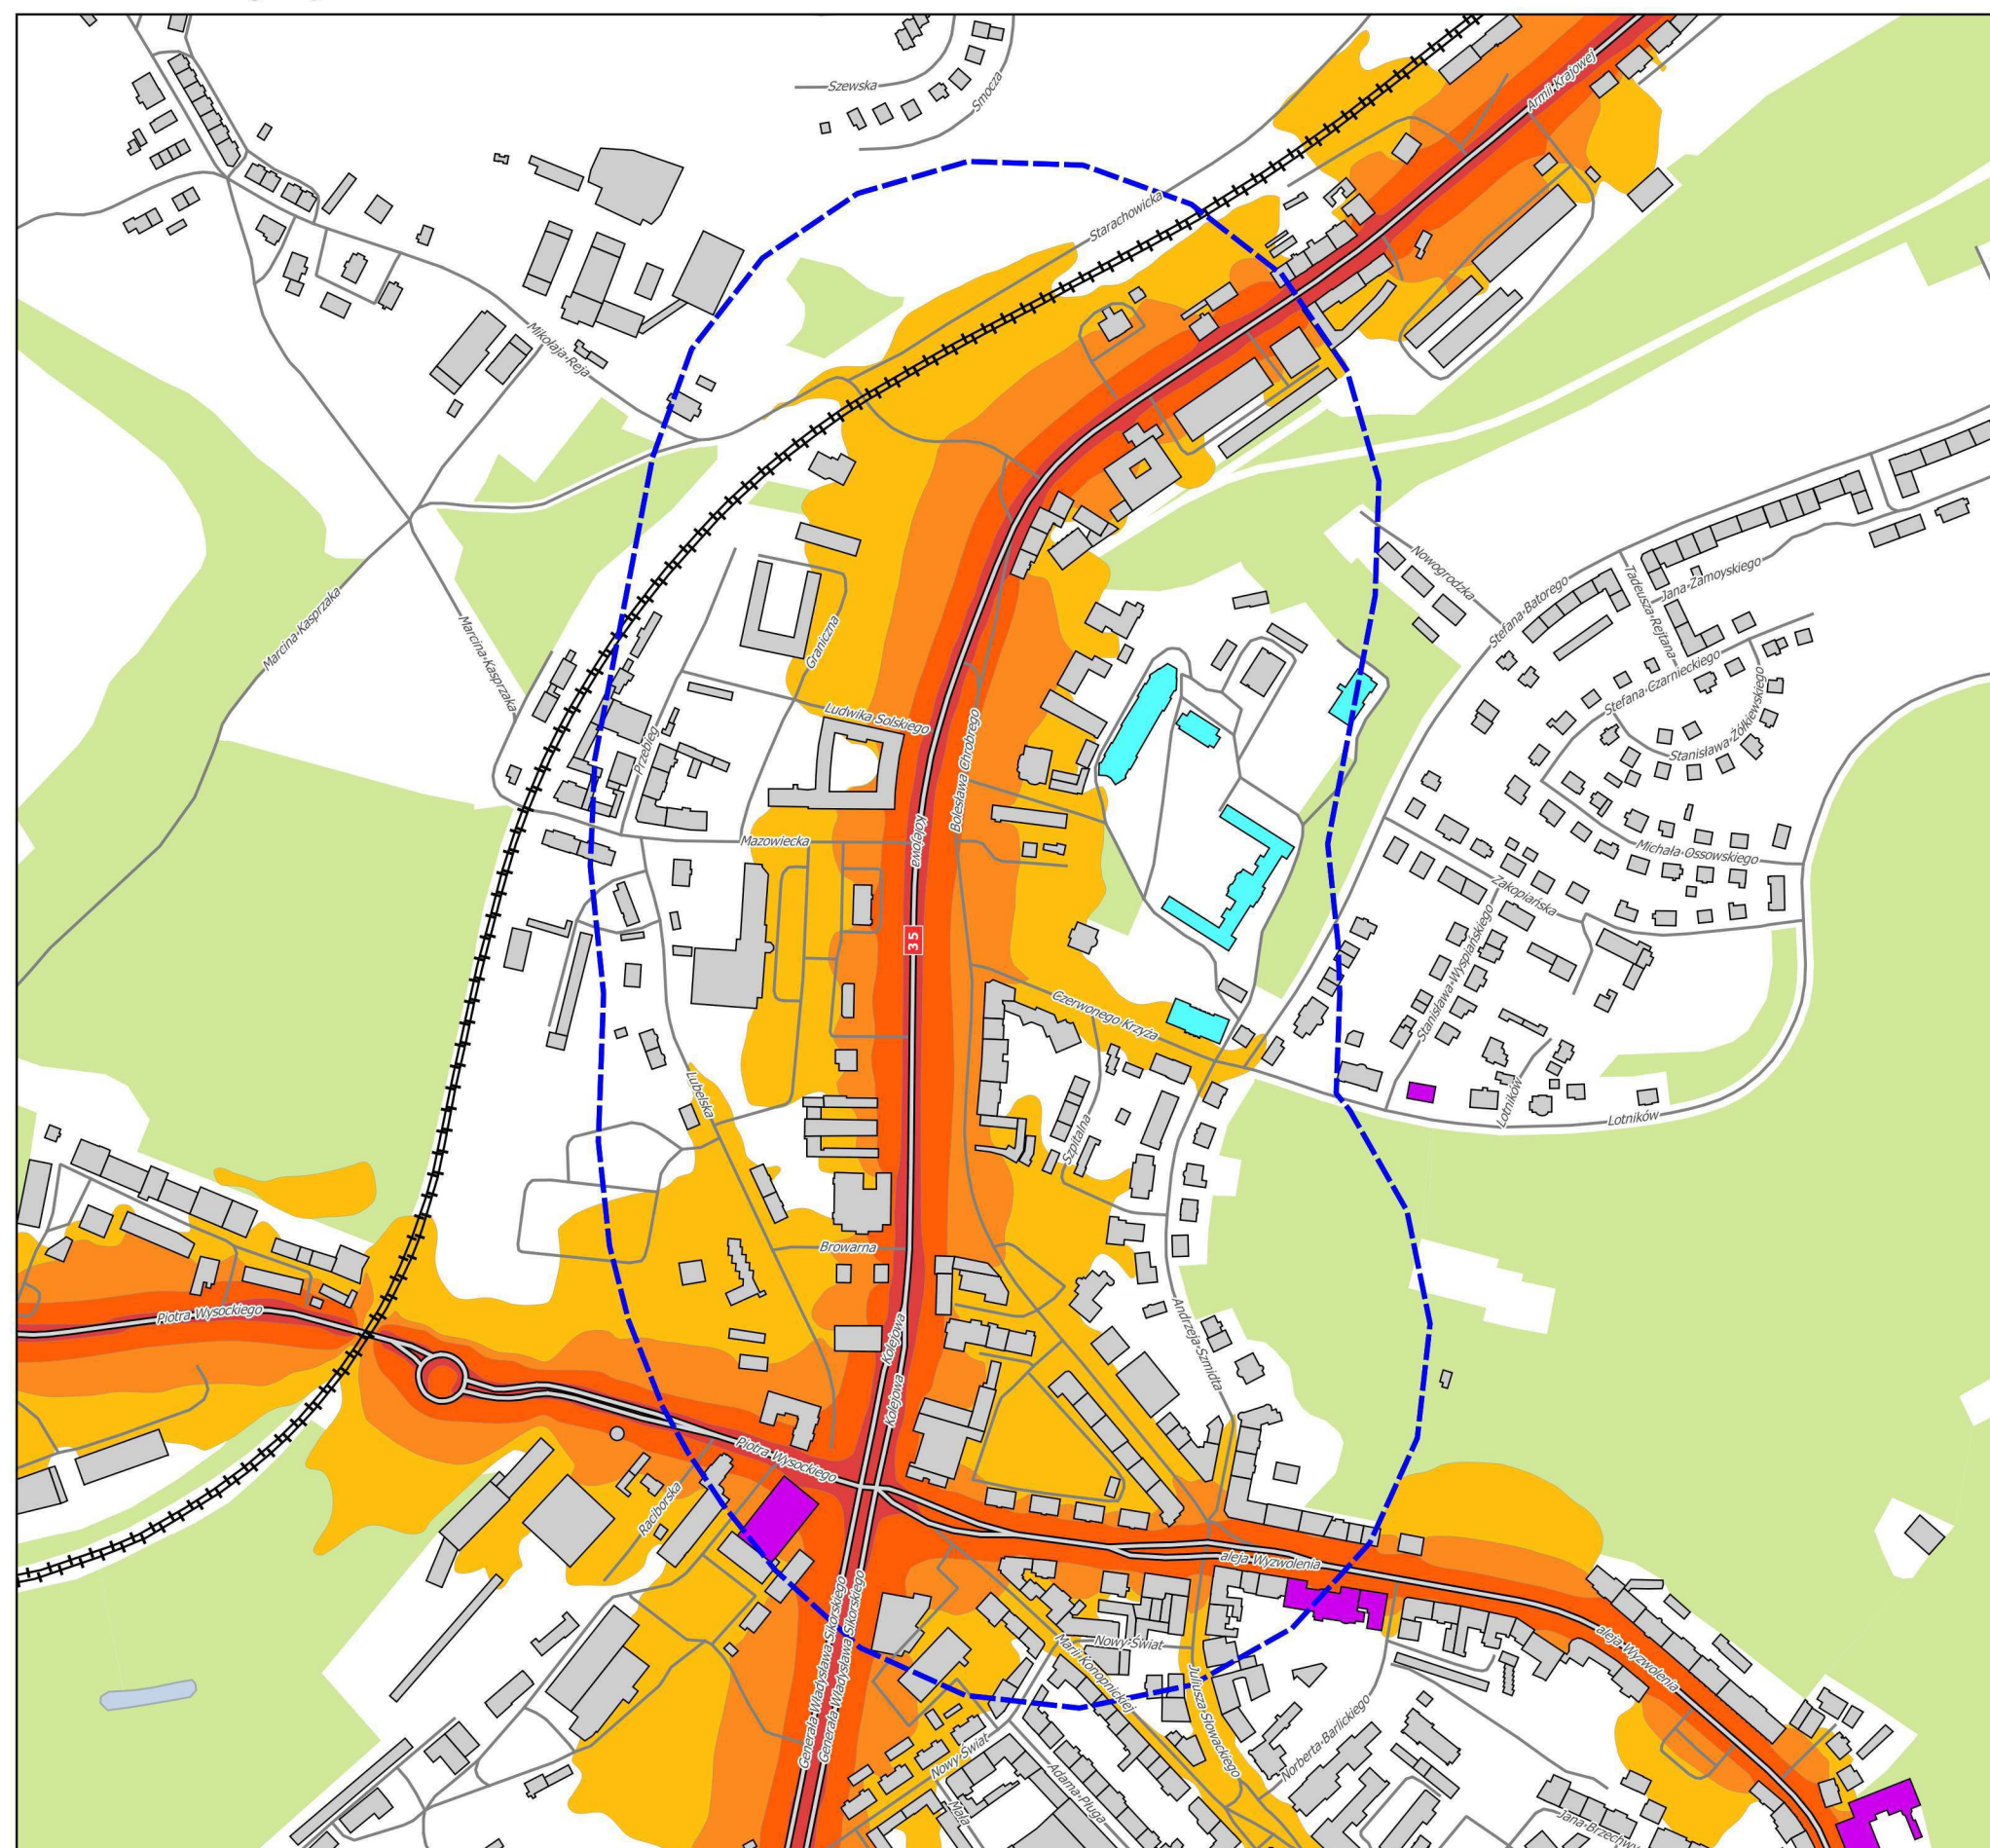 Szewska
Smocza
Armii Krajowej
Starachowicka
Mikołaja Reja
Nowogrodzka
Stefana Batorego
Tadeusza Rejtana
Jana Zamoyskiego
Marcina Kasprzaka
Marcina Kasprzaka
Graniczna
Stefana Czarnieckiego
Stanisława Żółkiewskiego
Ludwika Solskiego
Przebieg
Bolesława Chrobrego
Kolejowa
Mazowiecka
Michała Ossowskiego
Zakopiańska
35
Stanisława Wyspiańskiego
Czerwonego Krzyża
Lubelska
Szpitalna
Lotników
Lotników
Browarna
Piotra Wysockiego
Kolejowa
Andrzeja Szmidta
Kolejowa
Piotra Wysockiego
Raciborska
aleja Wyzwolenia
Generała Władysława Sikorskiego
Generała Władysława Sikorskiego
Nowy Świat
Marii Konopnickiej
aleja Wyzwolenia
Juliusza Słowackiego
Norberta Barlickiego
Nowy Świat
Adama Pługa
Mała
Jana Brzechwy